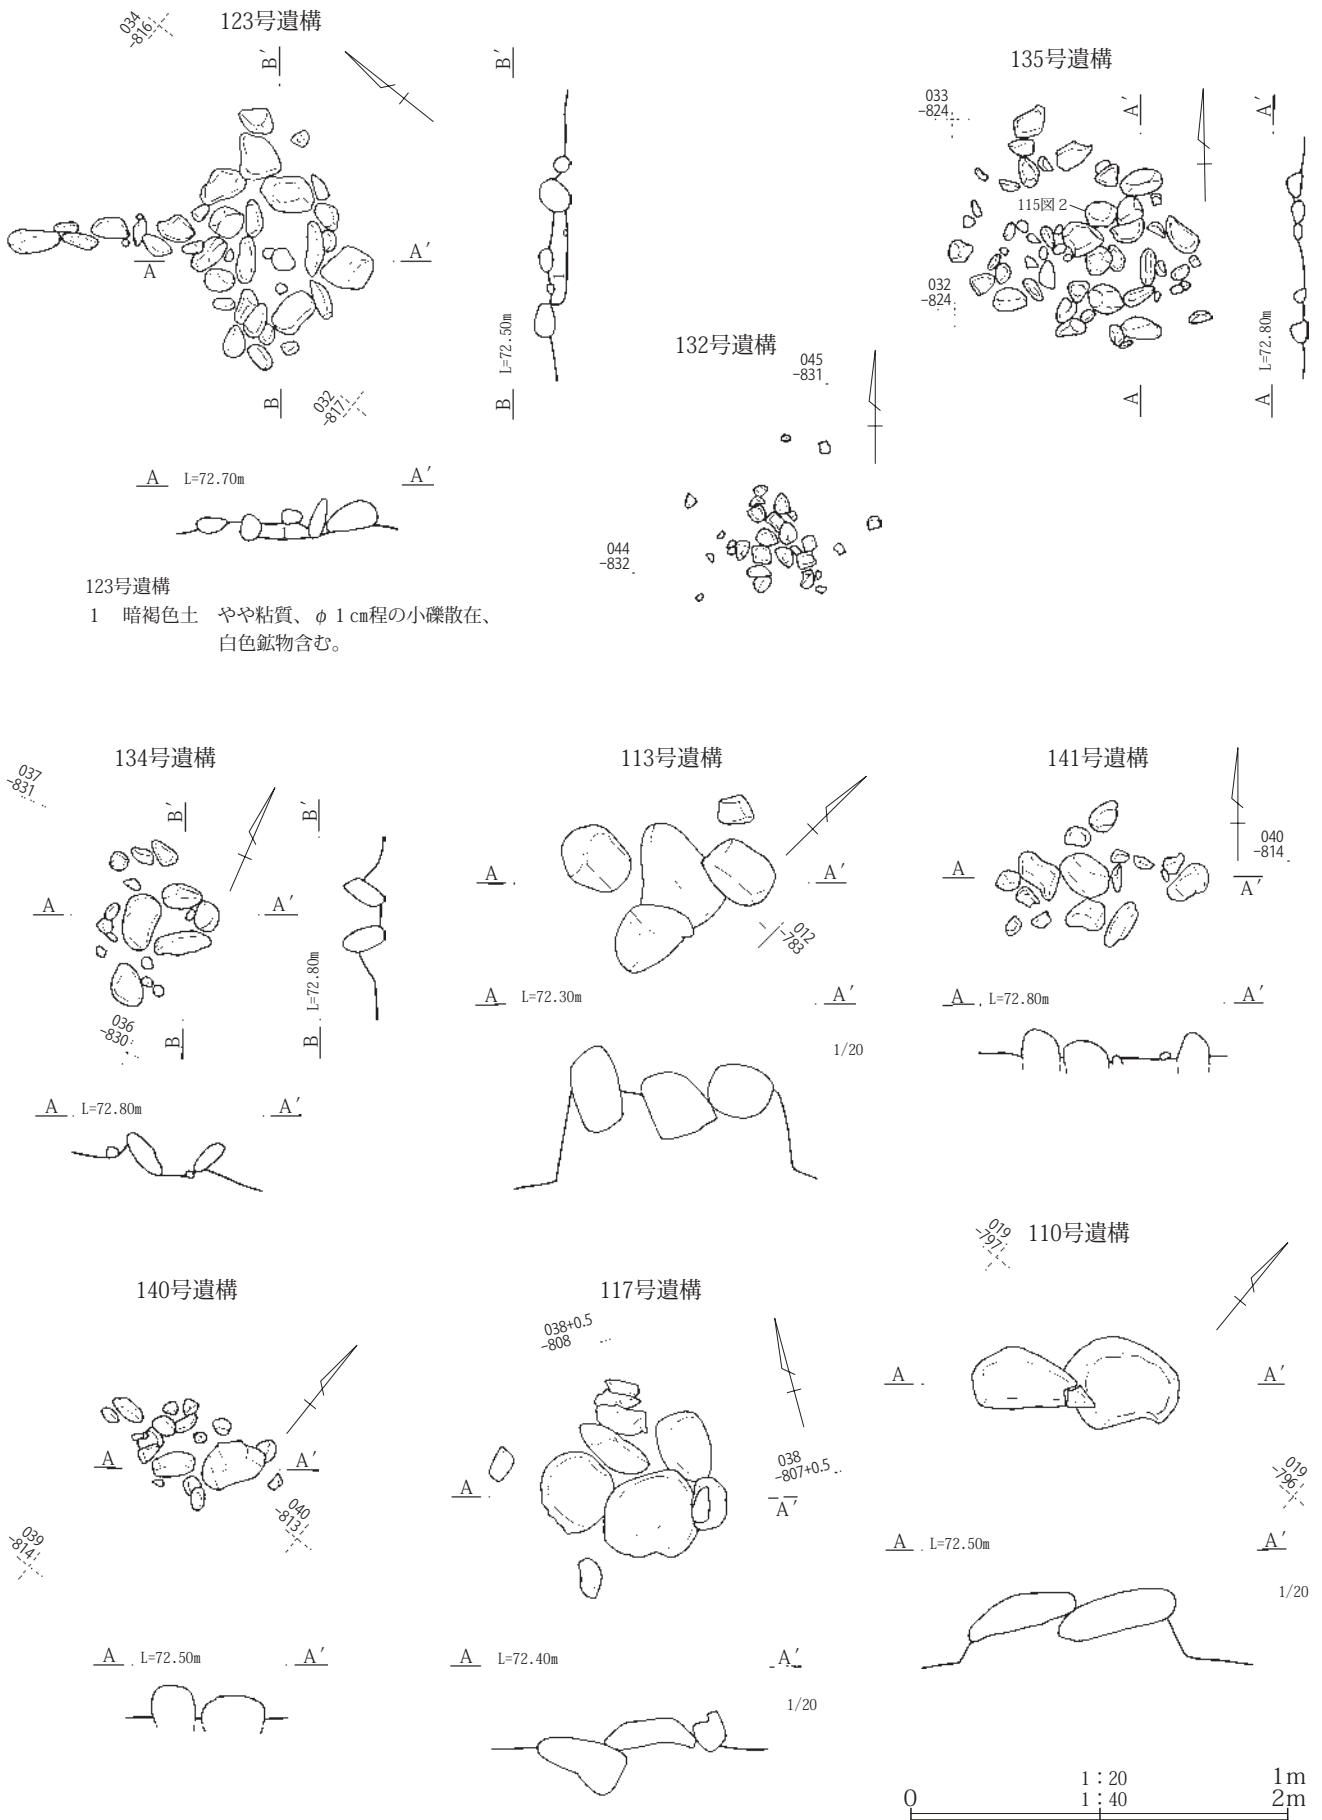 123号遺構
034
-816
B′
A
A′
B
032
-817
B′
L=72.50m
B
A L=72.70m A′
123号遺構
1 暗褐色土 やや粘質、φ1㎝程の小礫散在、
白色鉱物含む。
132号遺構
045
-831
044
-832
135号遺構
033
-824
A′
A′
115図2
032
-824
L=72.80m
A
A
134号遺構
037
-831
B′
B′
A
A′
L=72.80m
036
-830
B
B
A L=72.80m A′
113号遺構
A
A′
012
-783
A L=72.30m A′
1/20
141号遺構
040
-814
A
A′
A L=72.80m A′
140号遺構
A
A′
040
-813
039
-814
A L=72.50m A′
117号遺構
038+0.5
-808
038
-807+0.5
A
A′
A L=72.40m A′
1/20
110号遺構
019
-797
A
A′
019
-796
A L=72.50m A′
1/20
1：20 1m
0 1：40 2m